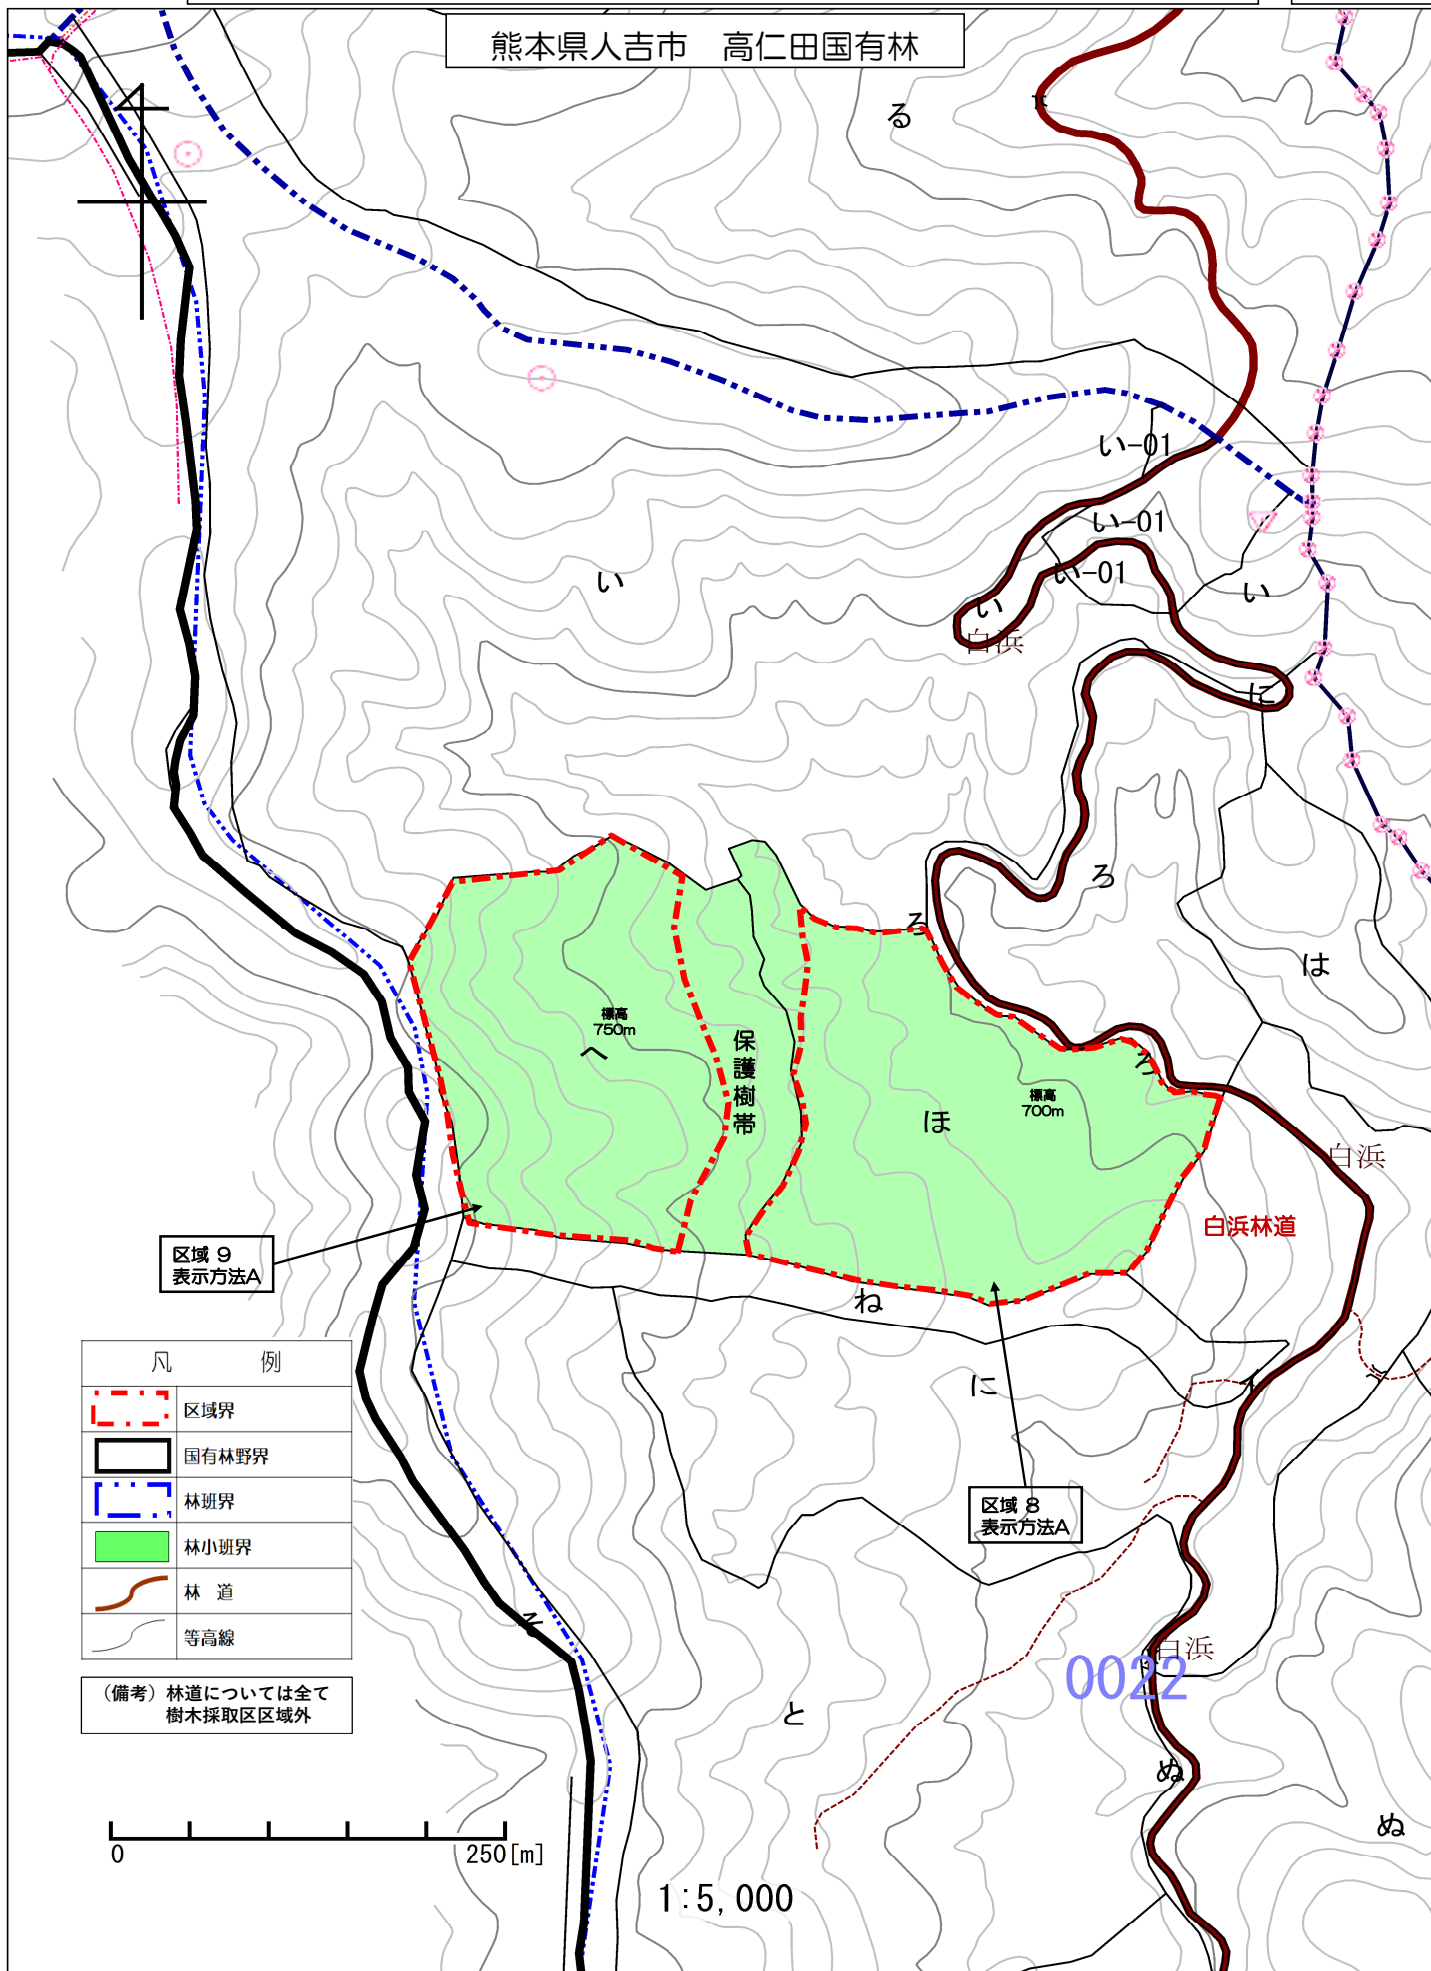 熊本県人吉市　高仁田国有林
る
い-01
い-01
い-01
い
い
い
白浜
に
ろ
ろ
は
標高
750m
へ
保護樹帯
わ
標高
700m
ほ
白浜
白浜林道
区域 9
表示方法A
ね
に
イ
凡　例
区域界
国有林野界
林班界
林小班界
林　道
等高線
区域 8
表示方法A
白浜
0022
（備考）林道については全て
樹木採取区区域外
と
ぬ
ぬ
0
250[m]
1:5,000